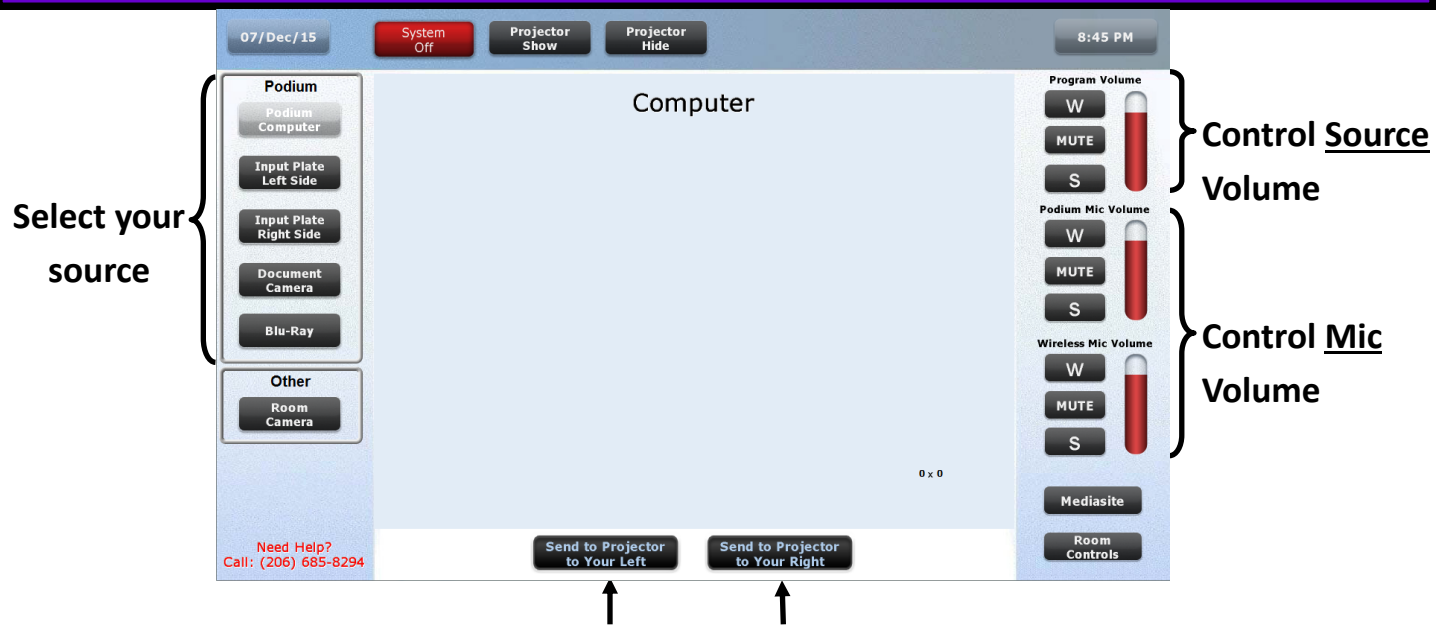 07/Dec/15
System
Off
Projector
Show
Projector
Hide
8:45 PM
Select your
source
Podium
Podium
Computer
Input Plate
Left Side
Input Plate
Right Side
Document
Camera
Blu-Ray
Other
Room
Camera
Need Help?
Call: (206) 685-8294
Computer
0 x 0
Send to Projector
to Your Left
Send to Projector
to Your Right
Program Volume
W
MUTE
S
Podium Mic Volume
W
MUTE
S
Wireless Mic Volume
W
MUTE
S
Mediasite
Room
Controls
Control Source
Volume
Control Mic
Volume